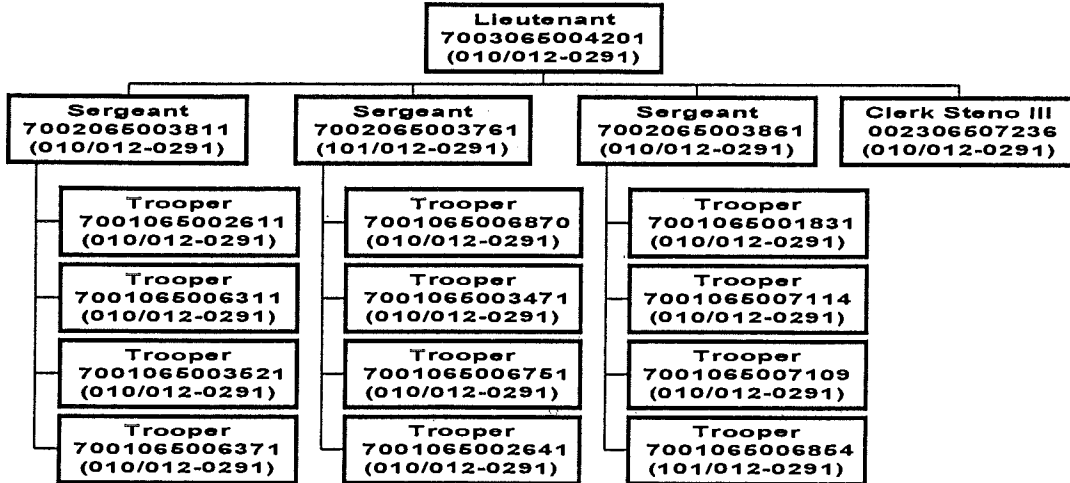 Lieutenant
7003065004201
(010/012-0291)
Sergeant
7002065003811
(010/012-0291)
Trooper
7001065002611
(010/012-0291)
Trooper
7001065006311
(010/012-0291)
Trooper
7001065003521
(010/012-0291)
Trooper
7001065006371
(010/012-0291)
Sergeant
7002065003761
(101/012-0291)
Trooper
7001065006870
(010/012-0291)
Trooper
7001065003471
(010/012-0291)
Trooper
7001065006751
(010/012-0291)
Trooper
7001065002641
(010/012-0291)
Sergeant
7002065003861
(010/012-0291)
Trooper
7001065001831
(010/012-0291)
Trooper
7001065007114
(010/012-0291)
Trooper
7001065007109
(010/012-0291)
Trooper
7001065006854
(101/012-0291)
Clerk Steno III
002306507236
(010/012-0291)